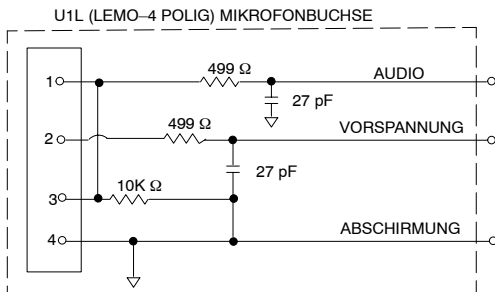 U1L (LEMO–4 POLIG) MIKROFONBUCHSE
1
499 Ω
AUDIO
27 pF
2
499 Ω
VORSPANNUNG
27 pF
3
10K Ω
4
ABSCHIRMUNG